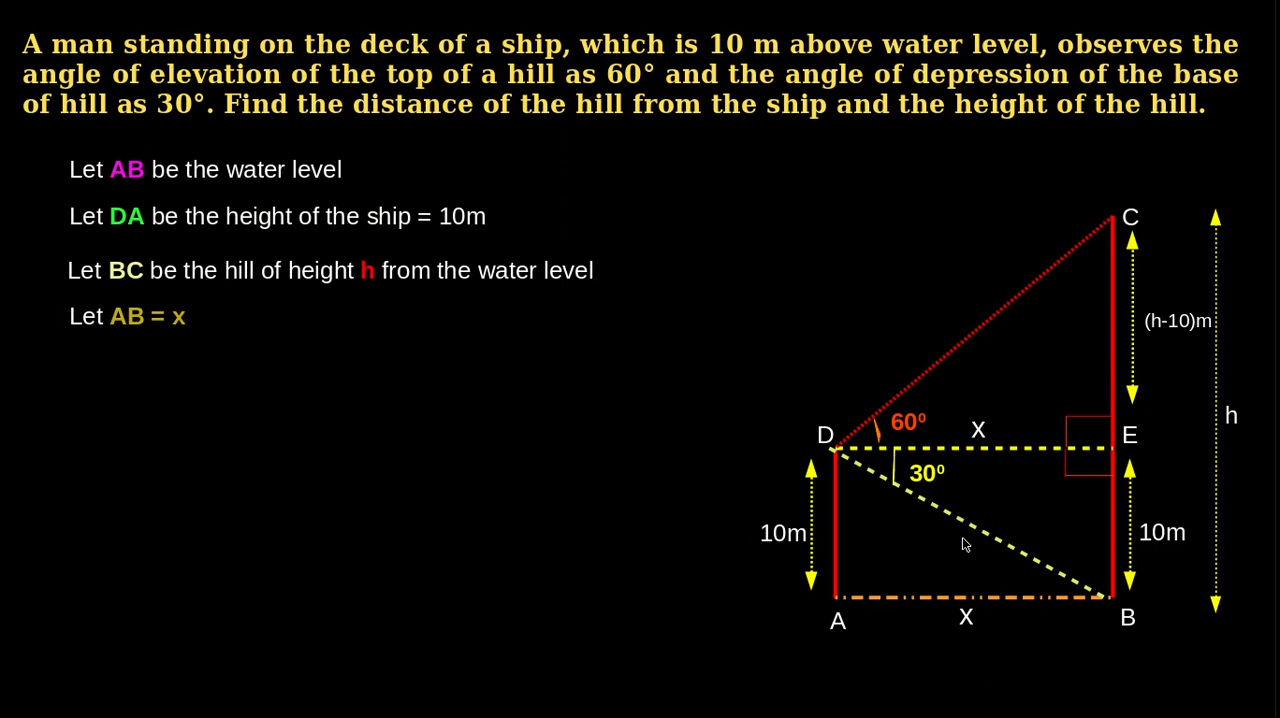 A man standing on the deck of a ship, which is 10 m above water level, observes the
angle of elevation of the top of a hill as 60° and the angle of depression of the base
of hill as 30°. Find the distance of the hill from the ship and the height of the hill.
Let AB be the water level
Let DA be the height of the ship = 10m
Let BC be the hill of height h from the water level
Let AB = x
C
(h-10)m
h
60º
D
X
E
30º
10m
10m
A
X
B